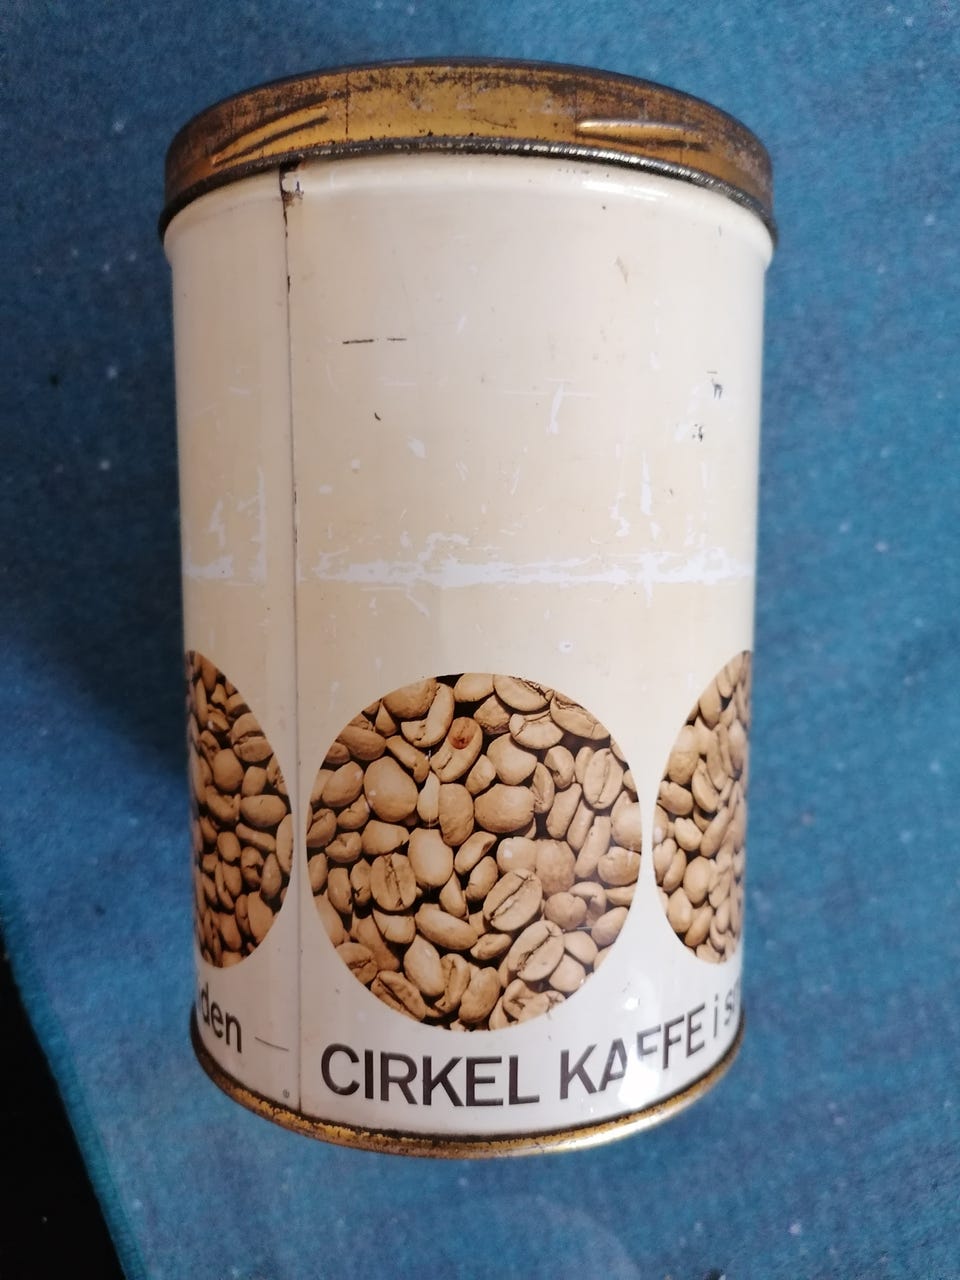 den — CIRKEL KAFFE i